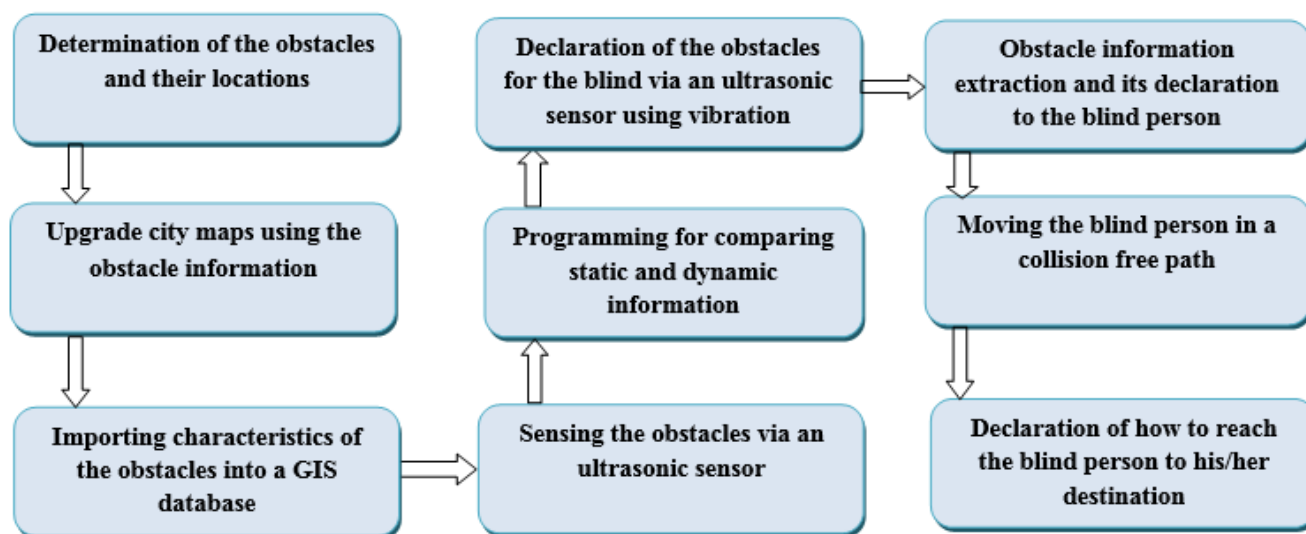 Determination of the obstacles
and their locations
Upgrade city maps using the
obstacle information
Importing characteristics of
the obstacles into a GIS
database
Sensing the obstacles via an
ultrasonic sensor
Programming for comparing
static and dynamic
information
Declaration of the obstacles
for the blind via an ultrasonic
sensor using vibration
Obstacle information
extraction and its declaration
to the blind person
Moving the blind person in a
collision free path
Declaration of how to reach
the blind person to his/her
destination